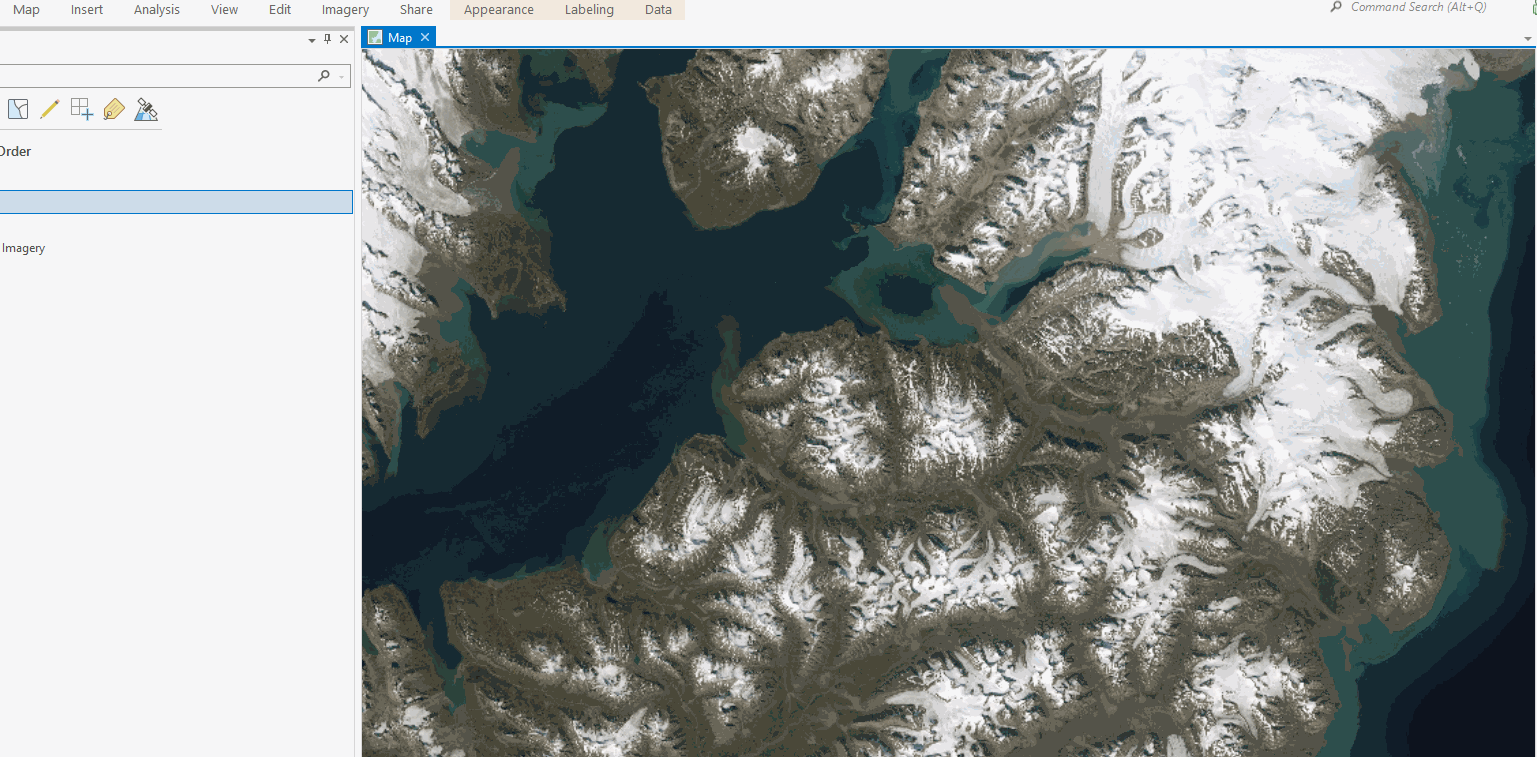 Map Insert Analysis View Edit Imagery Share Appearance Labeling Data Command Search (Alt+Q)
Map
Order
Imagery